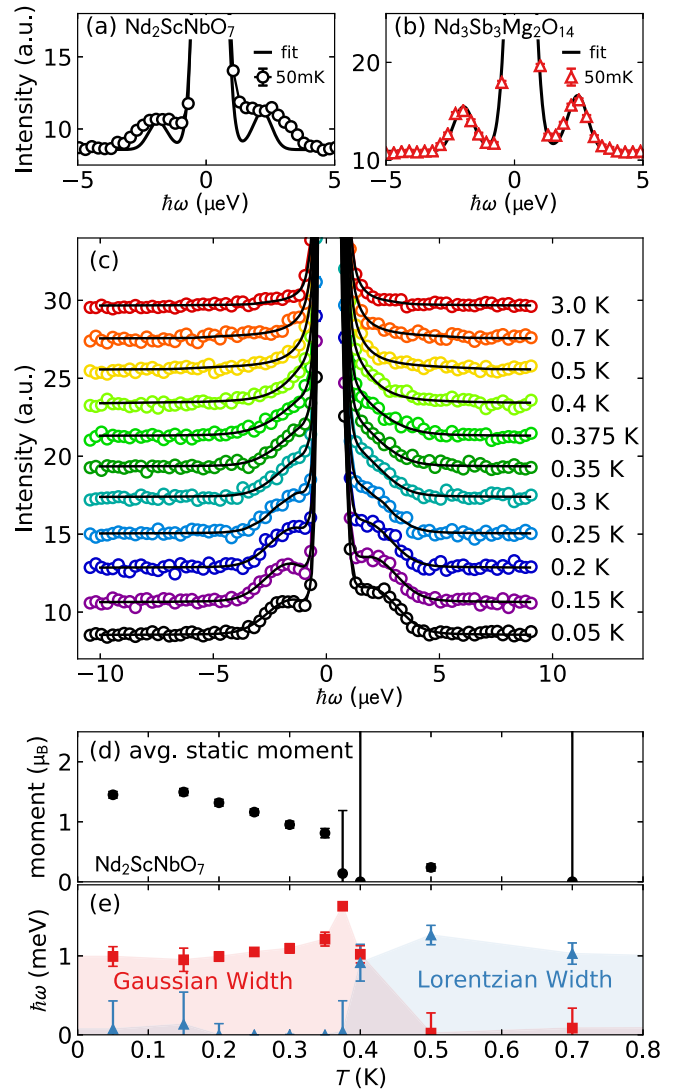 (a) Nd₂ScNbO₇
fit
50mK
Intensity (a.u.)
10
8
−5
0
5
ħω (μeV)
(b) Nd₃Sb₃Mg₂O₁₄
fit
50mK
20
10
−5
0
5
ħω (μeV)
(c)
Intensity (a.u.)
30
25
20
15
10
3.0 K
0.7 K
0.5 K
0.4 K
0.375 K
0.35 K
0.3 K
0.25 K
0.2 K
0.15 K
0.05 K
−10
−5
0
5
10
ħω (μeV)
(d) avg. static moment
moment (μB)
2
1
0
Nd₂ScNbO₇
(e)
ħω (meV)
1
0
Gaussian Width
Lorentzian Width
0
0.1
0.2
0.3
0.4
0.5
0.6
0.7
0.8
T (K)